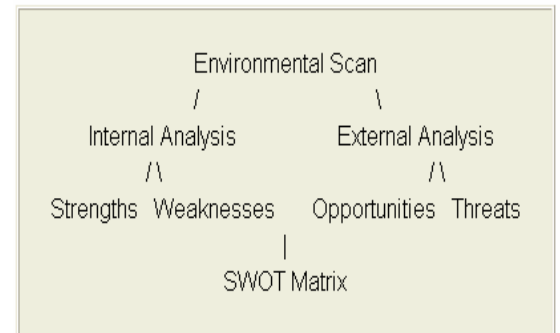 Environmental Scan
/ \
Internal Analysis External Analysis
/ \ / \
Strengths Weaknesses Opportunities Threats
|
SWOT Matrix